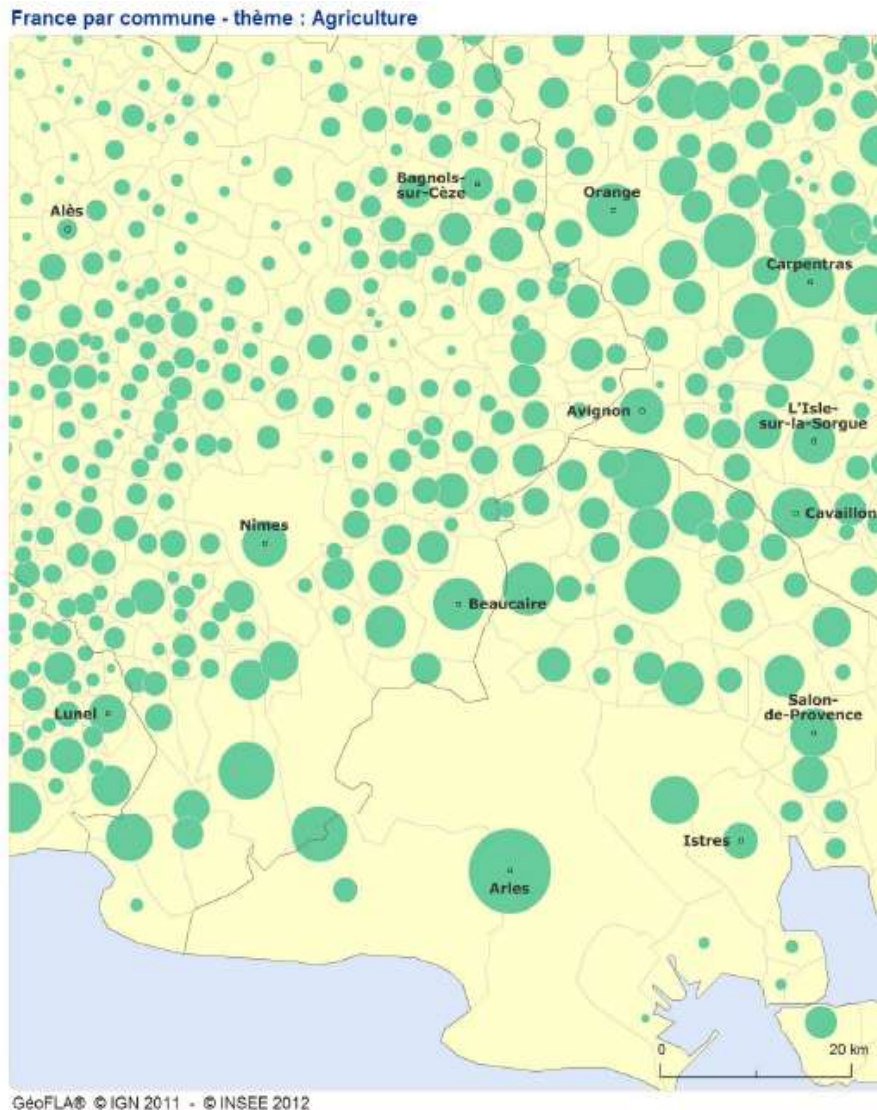 France par commune - thème : Agriculture
Bagnols-
sur-Cèze
Orange
Alès
Carpentras
Avignon
L'Isle-
sur-la-Sorgue
Cavaillon
Nîmes
Beaucaire
Lunel
Salon-
de-Provence
Istres
Arles
0 20 km
GéoFLA® © IGN 2011 - © INSEE 2012